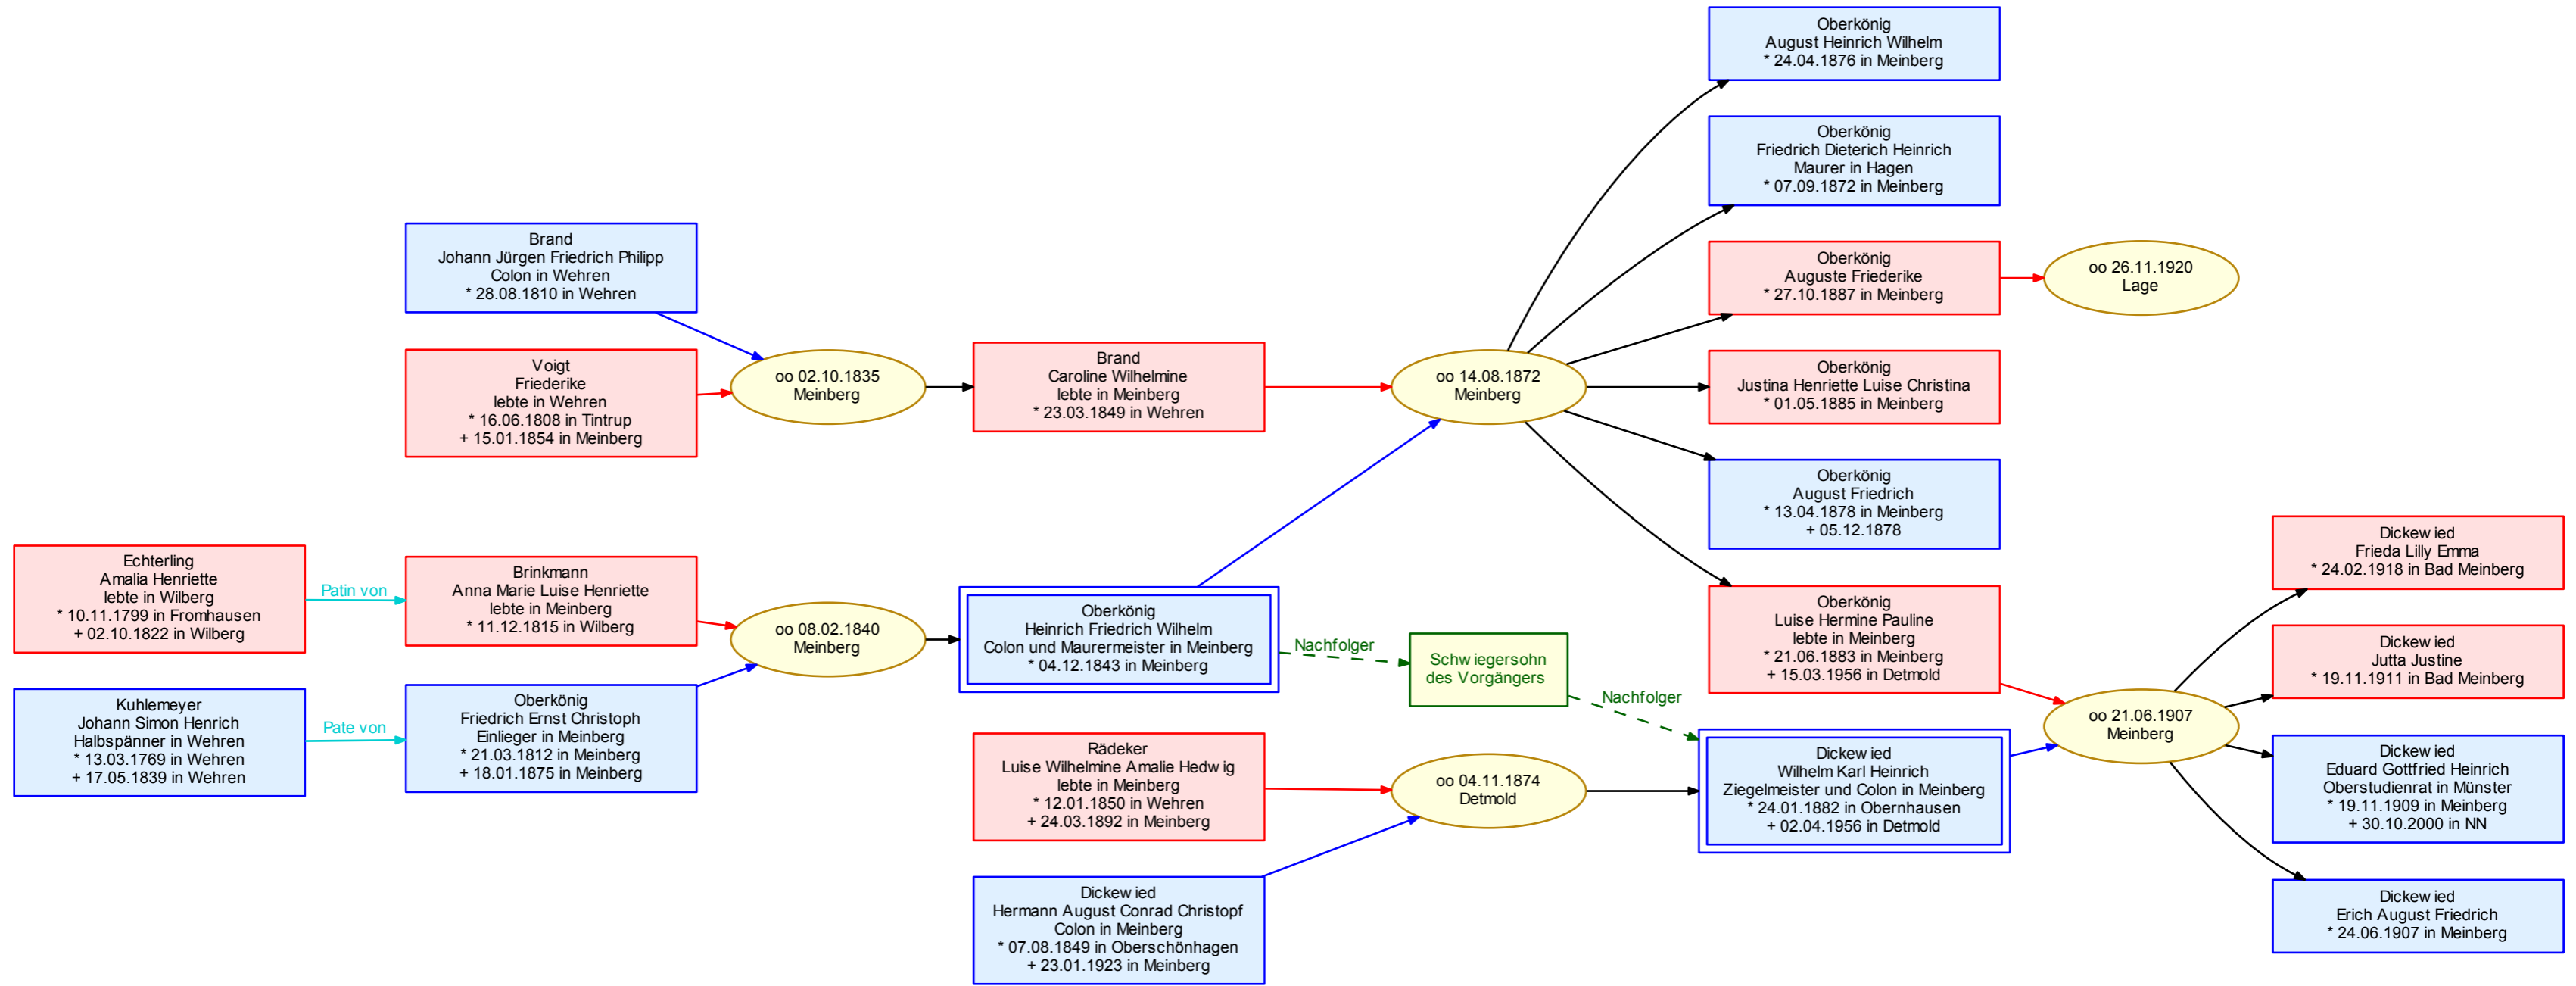 Oberkönig
August Heinrich Wilhelm
* 24.04.1876 in Meinberg
Oberkönig
Friedrich Dieterich Heinrich
Maurer in Hagen
* 07.09.1872 in Meinberg
Brand
Johann Jürgen Friedrich Philipp
Colon in Wehren
* 28.08.1810 in Wehren
Oberkönig
Auguste Friederike
* 27.10.1887 in Meinberg
oo 26.11.1920
Lage
Voigt
Friederike
lebte in Wehren
* 16.06.1808 in Tintrup
+ 15.01.1854 in Meinberg
oo 02.10.1835
Meinberg
Brand
Caroline Wilhelmine
lebte in Meinberg
* 23.03.1849 in Wehren
oo 14.08.1872
Meinberg
Oberkönig
Justina Henriette Luise Christina
* 01.05.1885 in Meinberg
Oberkönig
August Friedrich
* 13.04.1878 in Meinberg
+ 05.12.1878
Echterling
Amalia Henriette
lebte in Wilberg
* 10.11.1799 in Fromhausen
+ 02.10.1822 in Wilberg
Patin von
Brinkmann
Anna Marie Luise Henriette
lebte in Meinberg
* 11.12.1815 in Wilberg
Kuhlemeyer
Johann Simon Henrich
Halbspänner in Wehren
* 13.03.1769 in Wehren
+ 17.05.1839 in Wehren
Pate von
Oberkönig
Friedrich Ernst Christoph
Einlieger in Meinberg
* 21.03.1812 in Meinberg
+ 18.01.1875 in Meinberg
oo 08.02.1840
Meinberg
Oberkönig
Heinrich Friedrich Wilhelm
Colon und Maurermeister in Meinberg
* 04.12.1843 in Meinberg
Nachfolger
Schwiegersohn
des Vorgängers
Nachfolger
Oberkönig
Luise Hermine Pauline
lebte in Meinberg
* 21.06.1883 in Meinberg
+ 15.03.1956 in Detmold
Rädeker
Luise Wilhelmine Amalie Hedwig
lebte in Meinberg
* 12.01.1850 in Wehren
+ 24.03.1892 in Meinberg
Dickewied
Hermann August Conrad Christopf
Colon in Meinberg
* 07.08.1849 in Oberschönhagen
+ 23.01.1923 in Meinberg
oo 04.11.1874
Detmold
Dickewied
Wilhelm Karl Heinrich
Ziegelmeister und Colon in Meinberg
* 24.01.1882 in Obernhausen
+ 02.04.1956 in Detmold
oo 21.06.1907
Meinberg
Dickewied
Frieda Lilly Emma
* 24.02.1918 in Bad Meinberg
Dickewied
Jutta Justine
* 19.11.1911 in Bad Meinberg
Dickewied
Eduard Gottfried Heinrich
Oberstudienrat in Münster
* 19.11.1909 in Meinberg
+ 30.10.2000 in NN
Dickewied
Erich August Friedrich
* 24.06.1907 in Meinberg